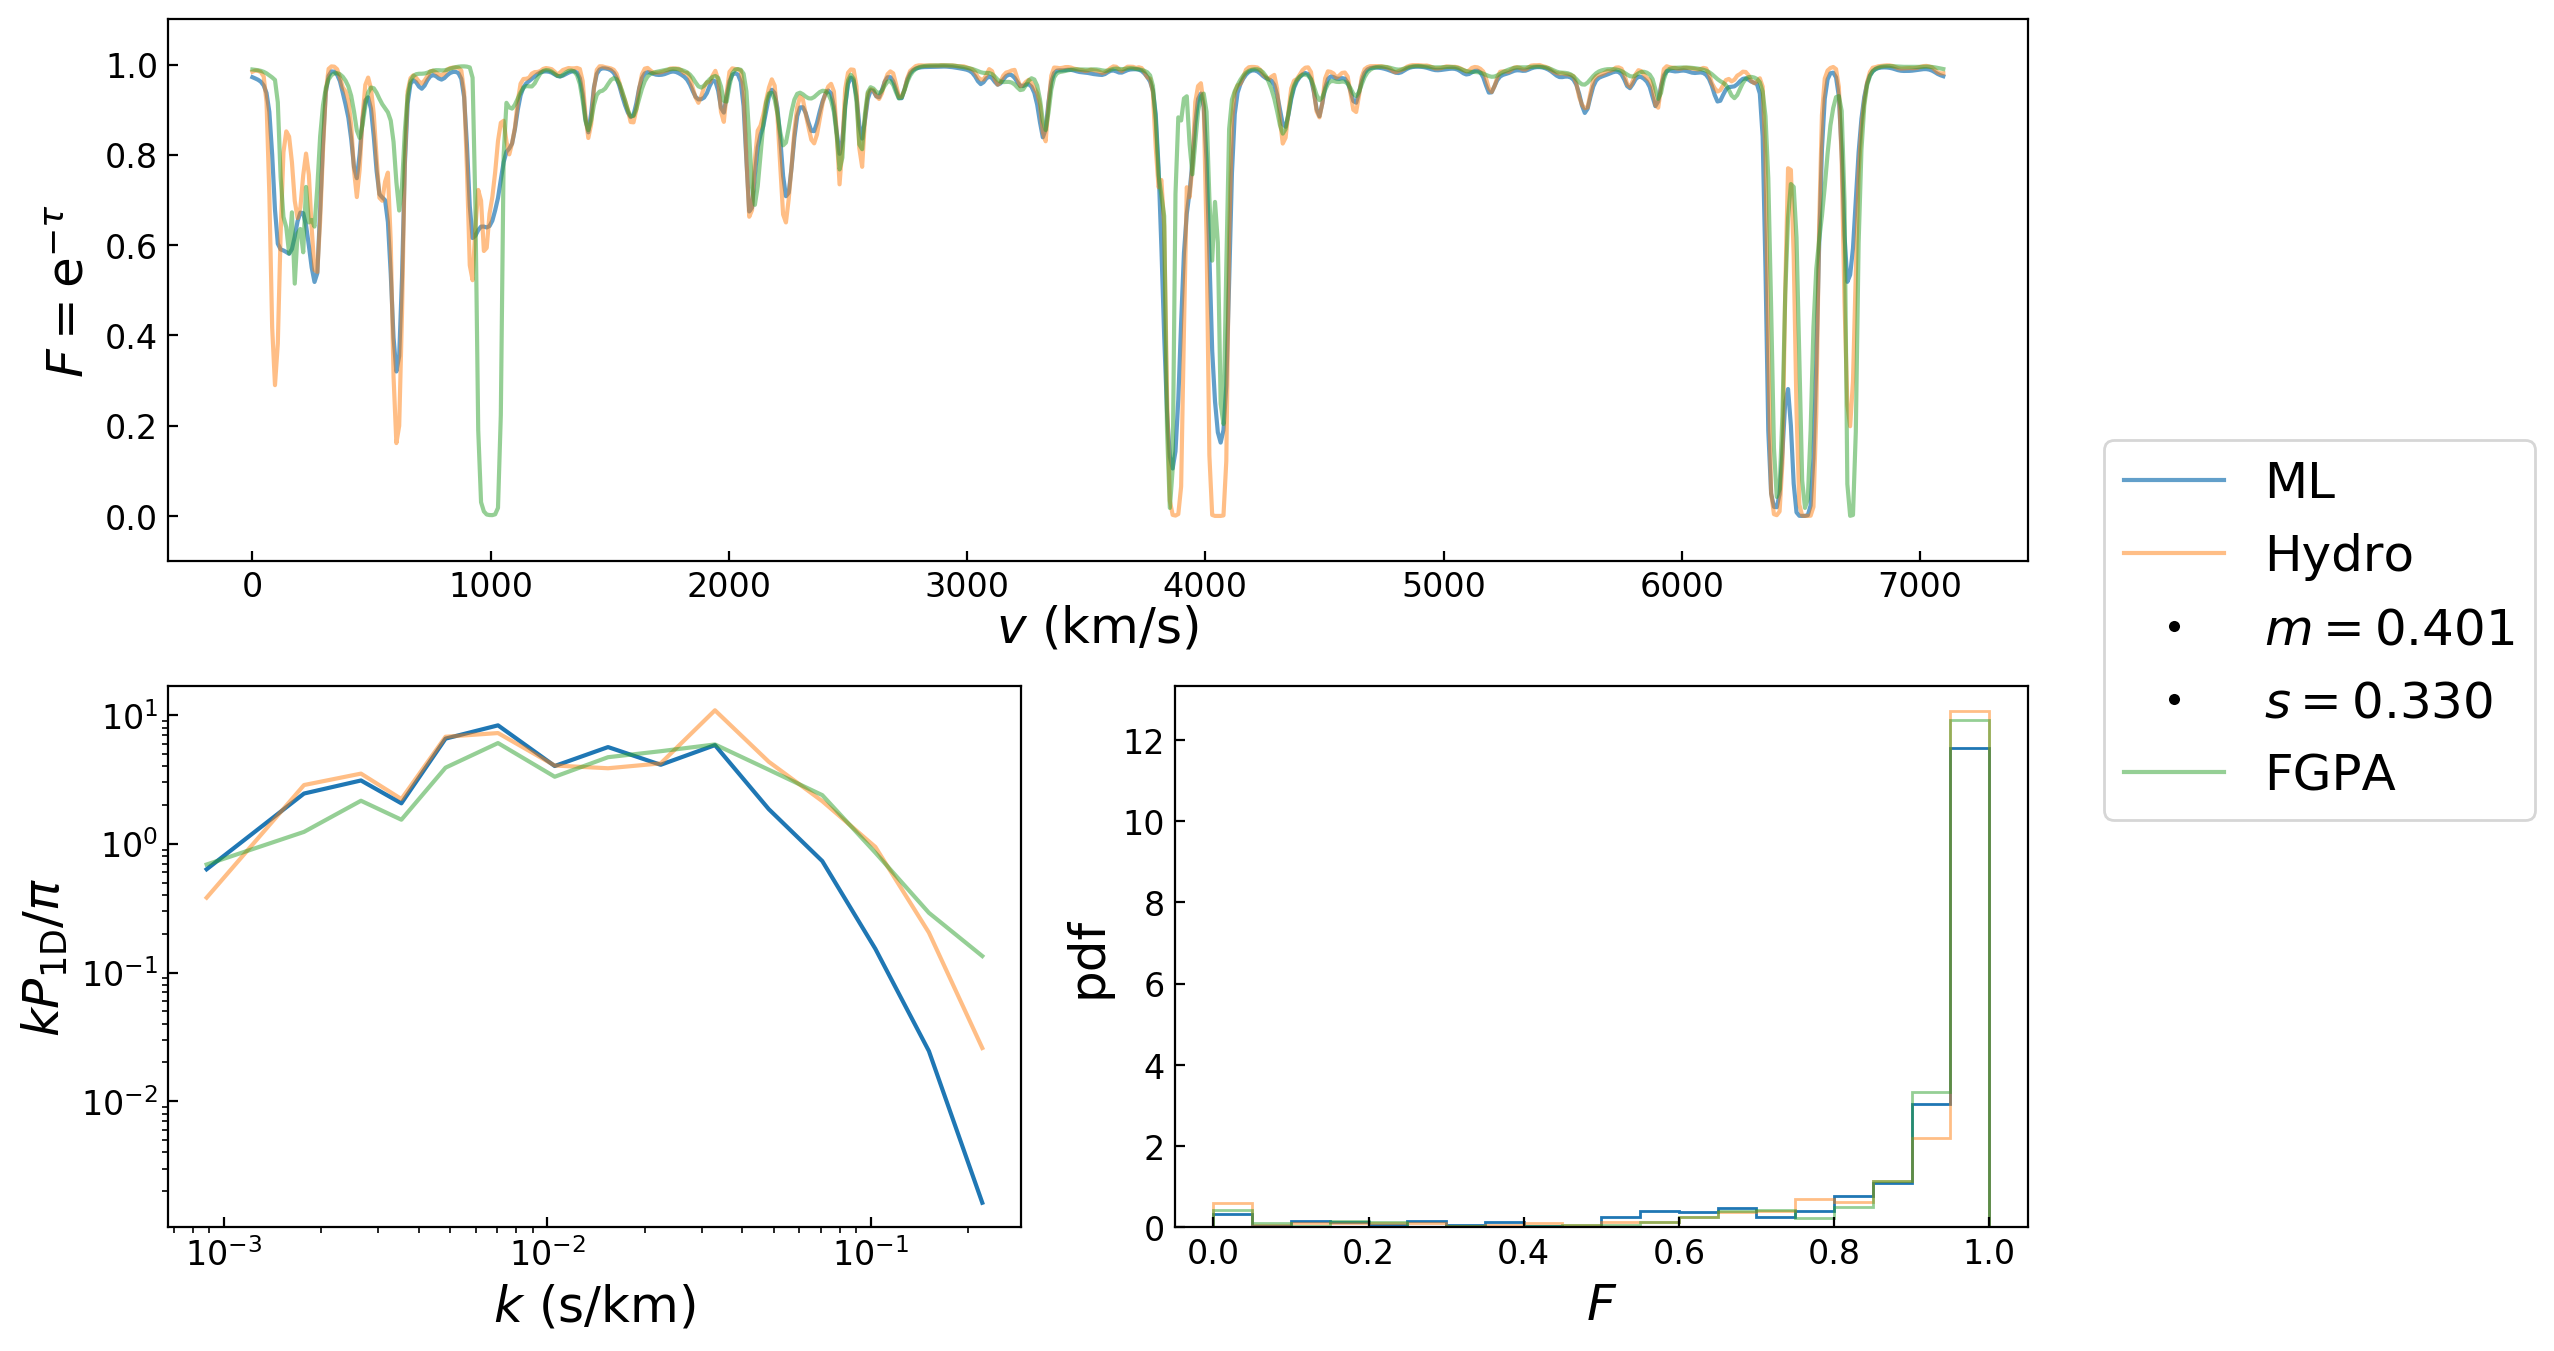 1.0
0.8
0.6
0.4
0.2
0.0
F = e^{−τ}
0 1000 2000 3000 4000 5000 6000 7000
v (km/s)
ML
Hydro
m = 0.401
s = 0.330
FGPA
10^1
10^0
10^{−1}
10^{−2}
kP_{1D}/π
10^{−3} 10^{−2} 10^{−1}
k (s/km)
12
10
8
6
4
2
0
pdf
0.0 0.2 0.4 0.6 0.8 1.0
F